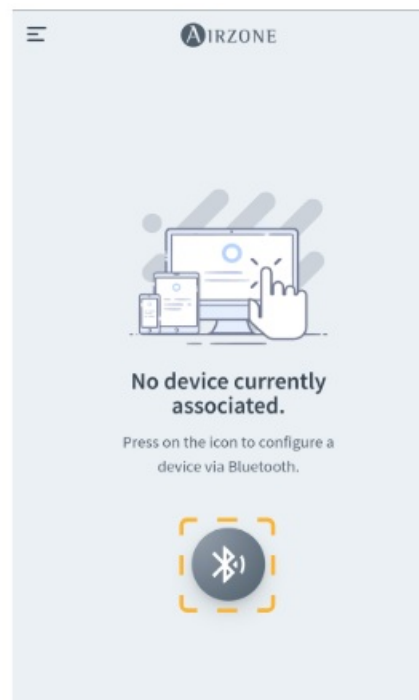 AIRZONE
No device currently
associated.
Press on the icon to configure a
device via Bluetooth.